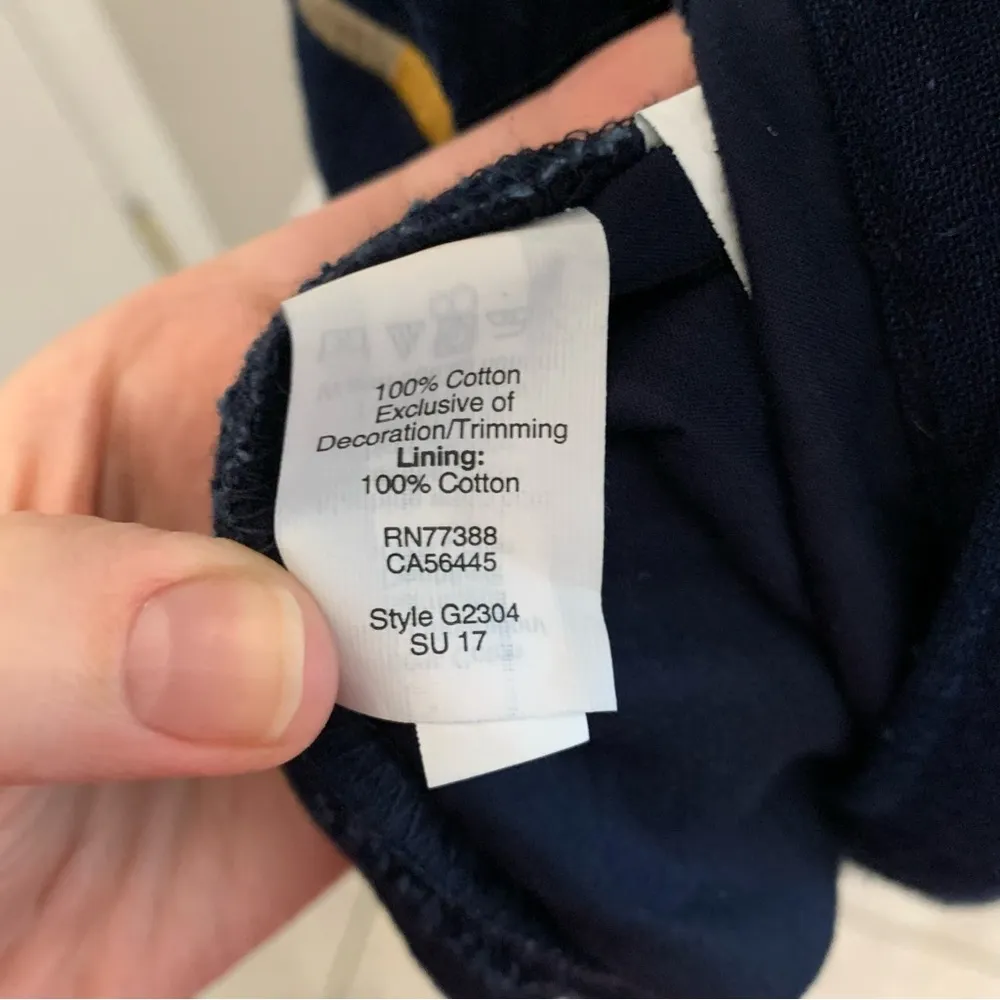 100% Cotton
Exclusive of
Decoration/Trimming
Lining:
100% Cotton
RN77388
CA56445
Style G2304
SU 17